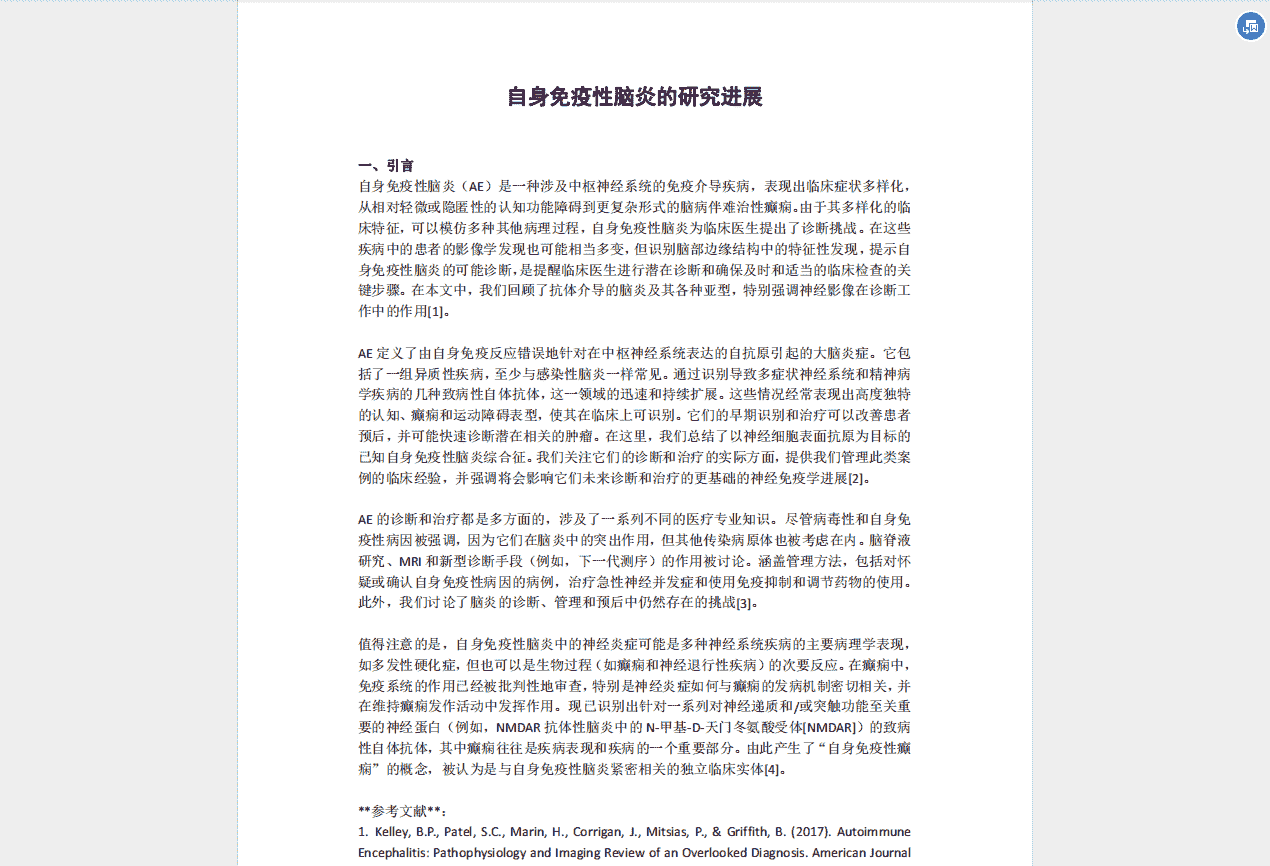 自身免疫性脑炎的研究进展
一、引言
自身免疫性脑炎（AE）是一种涉及中枢神经系统的免疫介导疾病，表现出临床症状多样化，
从相对轻微或隐匿性的认知功能障碍到更复杂形式的脑病伴难治性癫痫。由于其多样化的临
床特征，可以模仿多种其他病理过程，自身免疫性脑炎为临床医生提出了诊断挑战。在这些
疾病中的患者的影像学发现也可能相当多变，但识别脑部边缘结构中的特征性发现，提示自
身免疫性脑炎的可能诊断，是提醒临床医生进行潜在诊断和确保及时和适当的临床检查的关
键步骤。在本文中，我们回顾了抗体介导的脑炎及其各种亚型，特别强调神经影像在诊断工
作中的作用[1]。
AE 定义了由自身免疫反应错误地针对在中枢神经系统表达的自抗原引起的大脑炎症。它包
括了一组异质性疾病，至少与感染性脑炎一样常见。通过识别导致多症状神经系统和精神病
学疾病的几种致病性自体抗体，这一领域的迅速和持续扩展。这些情况经常表现出高度独特
的认知、癫痫和运动障碍表型，使其在临床上可识别。它们的早期识别和治疗可以改善患者
预后，并可能快速诊断潜在相关的肿瘤。在这里，我们总结了以神经细胞表面抗原为目标的
已知自身免疫性脑炎综合征。我们关注它们的诊断和治疗的实际方面，提供我们管理此类案
例的临床经验，并强调将会影响它们未来诊断和治疗的更基础的神经免疫学进展[2]。
AE 的诊断和治疗都是多方面的，涉及了一系列不同的医疗专业知识。尽管病毒性和自身免
疫性病因被强调，因为它们在脑炎中的突出作用，但其他传染病原体也被考虑在内。脑脊液
研究、MRI 和新型诊断手段（例如，下一代测序）的作用被讨论。涵盖管理方法，包括对怀
疑或确认自身免疫性病因的病例，治疗急性神经并发症和使用免疫抑制和调节药物的使用。
此外，我们讨论了脑炎的诊断、管理和预后中仍然存在的挑战[3]。
值得注意的是，自身免疫性脑炎中的神经炎症可能是多种神经系统疾病的主要病理学表现，
如多发性硬化症，但也可以是生物过程（如癫痫和神经退行性疾病）的次要反应。在癫痫中，
免疫系统的作用已经被批判性地审查，特别是神经炎症如何与癫痫的发病机制密切相关，并
在维持癫痫发作活动中发挥作用。现已识别出针对一系列对神经递质和/或突触功能至关重
要的神经蛋白（例如，NMDAR 抗体性脑炎中的 N-甲基-D-天门冬氨酸受体[NMDAR]）的致病
性自体抗体，其中癫痫往往是疾病表现和疾病的一个重要部分。由此产生了“自身免疫性癫
痫”的概念，被认为是与自身免疫性脑炎紧密相关的独立临床实体[4]。
**参考文献**：
1. Kelley, B.P., Patel, S.C., Marin, H., Corrigan, J., Mitsias, P., & Griffith, B. (2017). Autoimmune
Encephalitis: Pathophysiology and Imaging Review of an Overlooked Diagnosis. American Journal